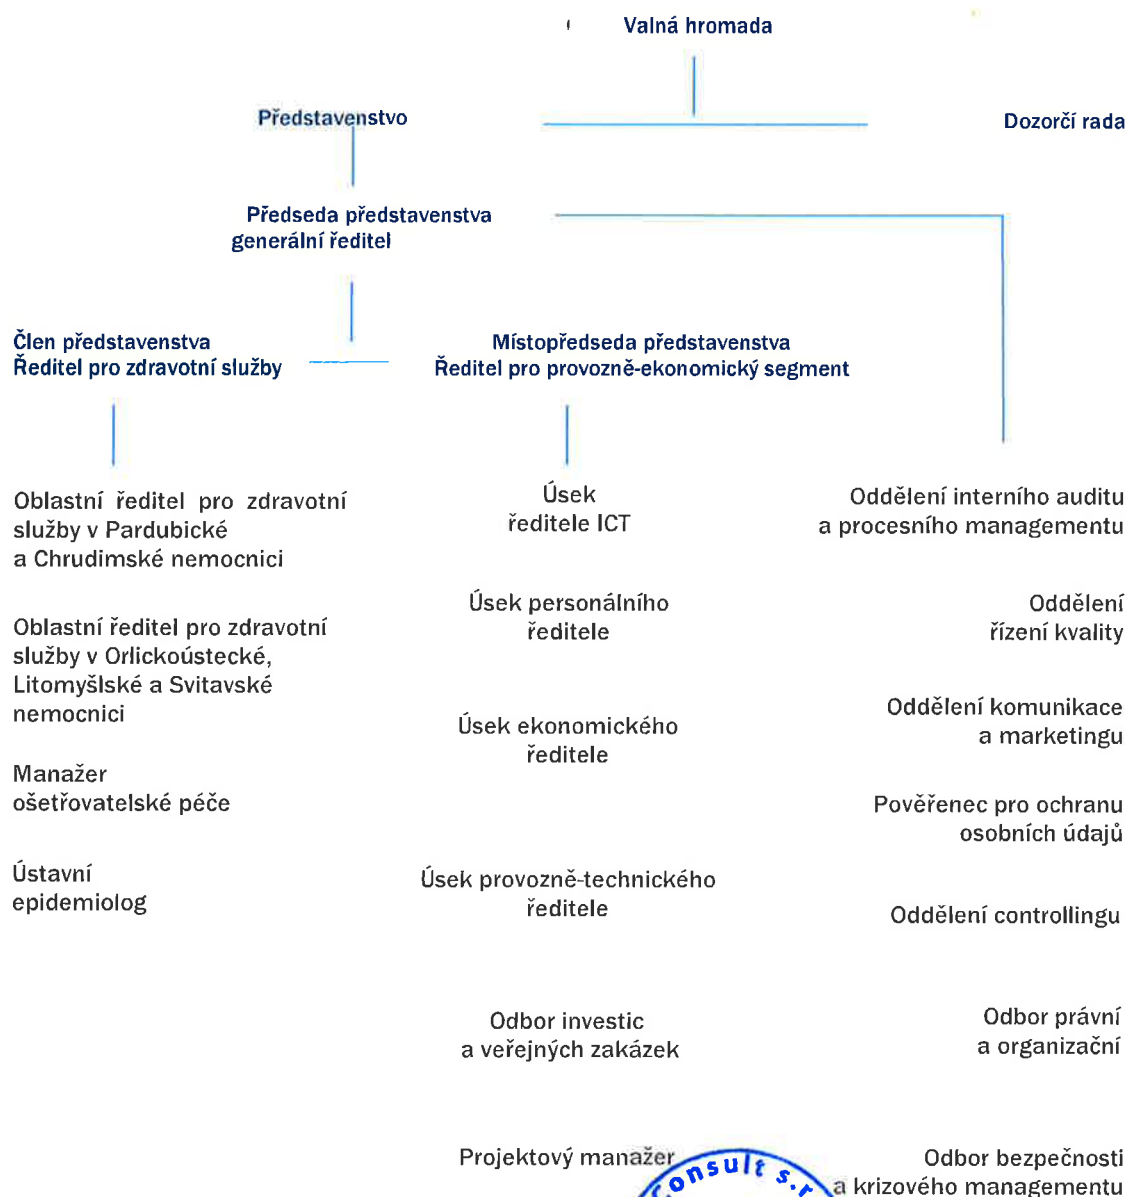 Valná hromada
Představenstvo
Dozorčí rada
Předseda představenstva
generální ředitel
Člen představenstva
Ředitel pro zdravotní služby
Místopředseda představenstva
Ředitel pro provozně-ekonomický segment
Oblastní ředitel pro zdravotní
služby v Pardubické
a Chrudimské nemocnici
Oblastní ředitel pro zdravotní
služby v Orlickoústecké,
Litomyšlské a Svitavské
nemocnici
Manažer
ošetřovatelské péče
Ústavní
epidemiolog
Úsek
ředitele ICT
Úsek personálního
ředitele
Úsek ekonomického
ředitele
Úsek provozně-technického
ředitele
Odbor investic
a veřejných zakázek
Projektový manažer
Oddělení interního auditu
a procesního managementu
Oddělení
řízení kvality
Oddělení komunikace
a marketingu
Pověřenec pro ochranu
osobních údajů
Oddělení controllingu
Odbor právní
a organizační
Odbor bezpečnosti
a krizového managementu